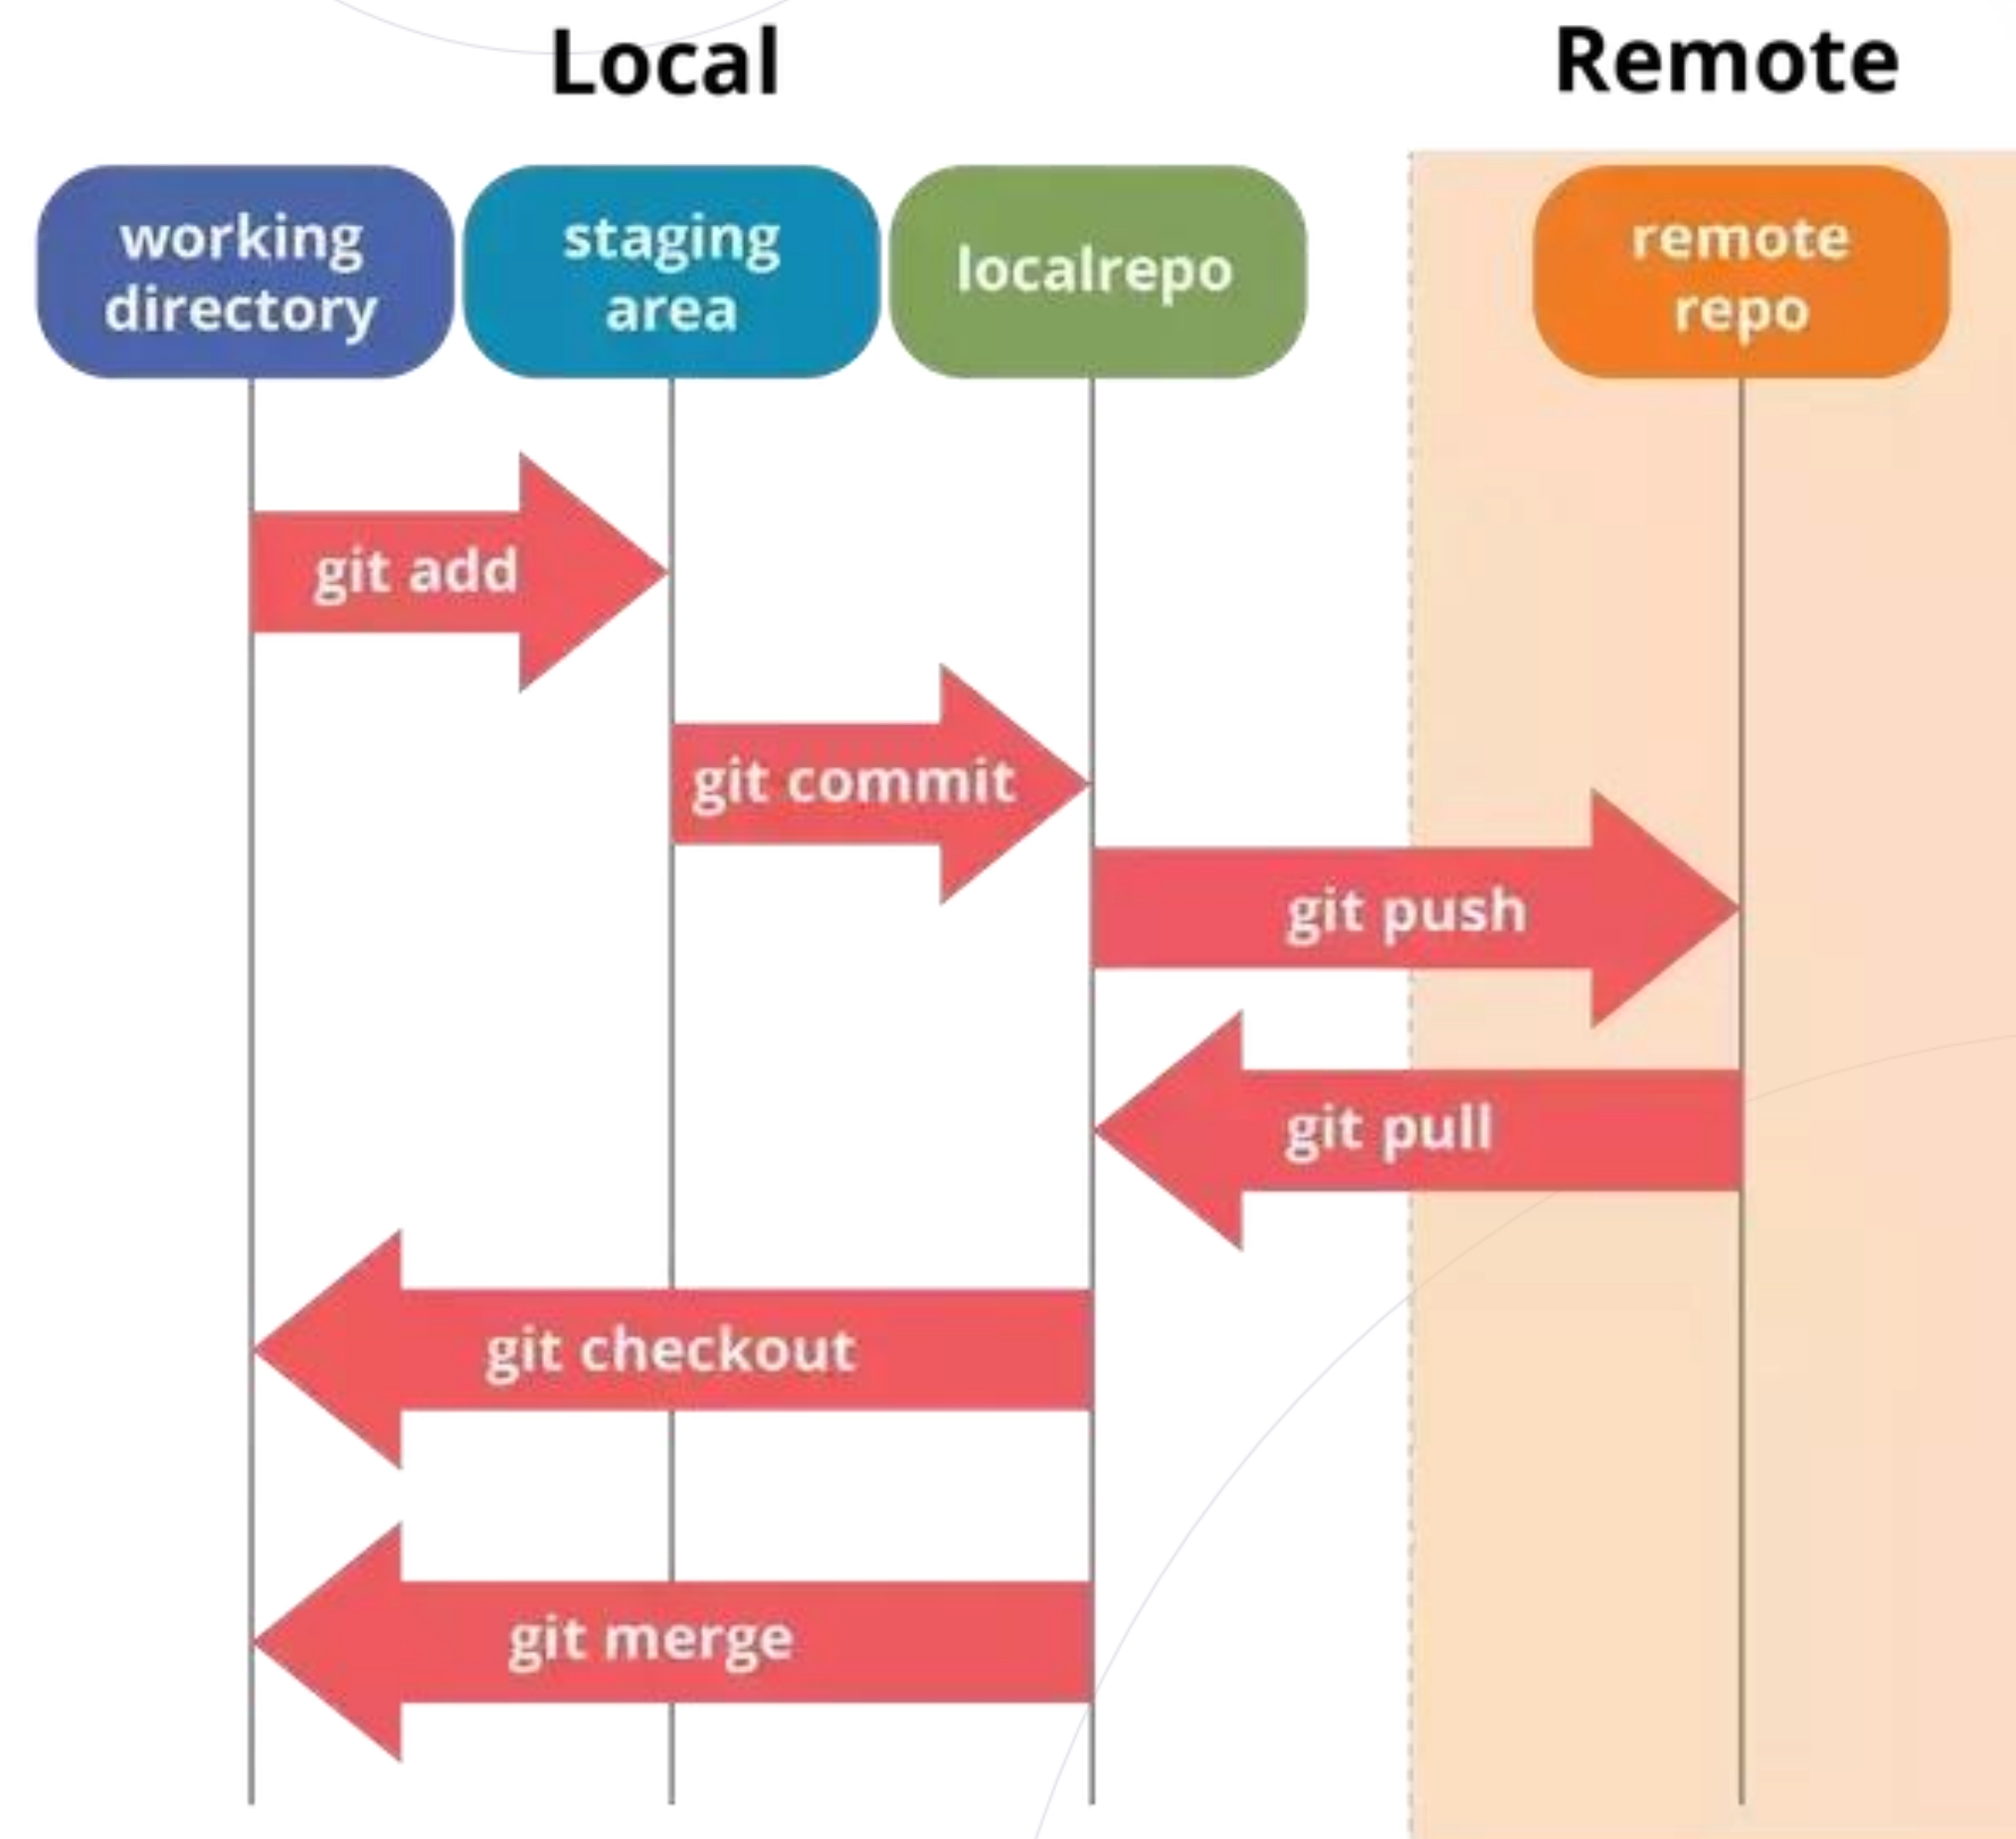 Local
Remote
working
directory
staging
area
localrepo
remote
repo
git add
git commit
git push
git pull
git checkout
git merge